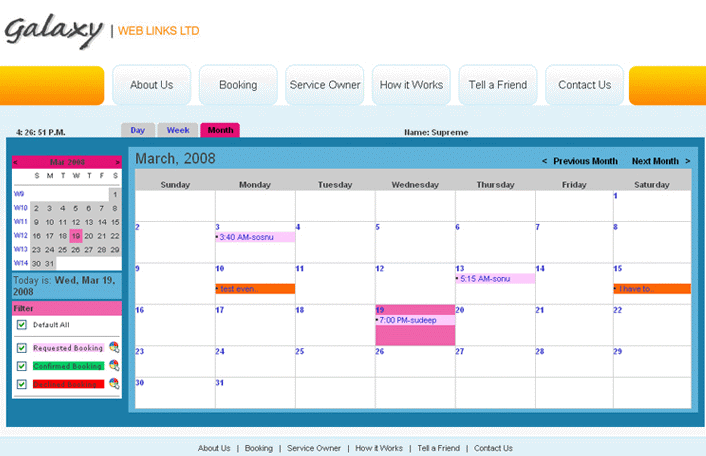 Galaxy | WEB LINKS LTD
About Us Booking Service Owner How it Works Tell a Friend Contact Us
4: 26: 51 P.M. Day Week Month Name: Supreme
< Mar 2008 >
S M T W T F S
W9 1
W10 2 3 4 5 6 7 8
W11 9 10 11 12 13 14 15
W12 16 17 18 19 20 21 22
W13 23 24 25 26 27 28 29
W14 30 31
Today is: Wed, Mar 19,
2008
Filter
Default All
Requested Booking
Confirmed Booking
Booking
March, 2008 < Previous Month Next Month >
Sunday Monday Tuesday Wednesday Thursday Friday Saturday
1
2 3 4 5 6 7 8
• 3:40 AM-sosnu
9 10 11 12 13 14 15
• 5:15 AM-sonu
• test even.. • I have to..
16 17 18 19 20 21 22
• 7:00 PM-sudeep
23 24 25 26 27 28 29
30 31
About Us | Booking | Service Owner | How it Works | Tell a Friend | Contact Us